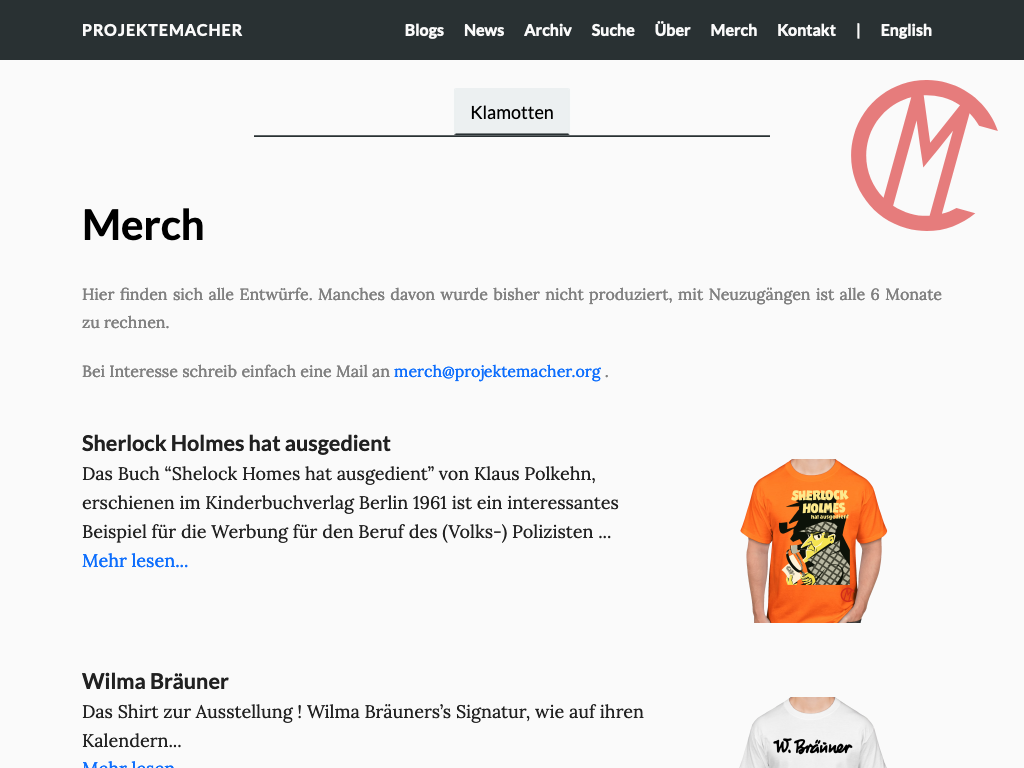 PROJEKTEMACHER
Blogs News Archiv Suche Über Merch Kontakt | English
Klamotten
Merch
Hier finden sich alle Entwürfe. Manches davon wurde bisher nicht produziert, mit Neuzugängen ist alle 6 Monate
zu rechnen.
Bei Interesse schreib einfach eine Mail an merch@projektemacher.org .
Sherlock Holmes hat ausgedient
Das Buch “Shelock Homes hat ausgedient” von Klaus Polkehn,
erschienen im Kinderbuchverlag Berlin 1961 ist ein interessantes
Beispiel für die Werbung für den Beruf des (Volks-) Polizisten ...
Mehr lesen...
SHERLOCK
HOLMES
hat ausgedient
Wilma Bräuner
Das Shirt zur Ausstellung ! Wilma Bräuners’s Signatur, wie auf ihren
Kalendern...
Mehr lesen...
W. Bräuner